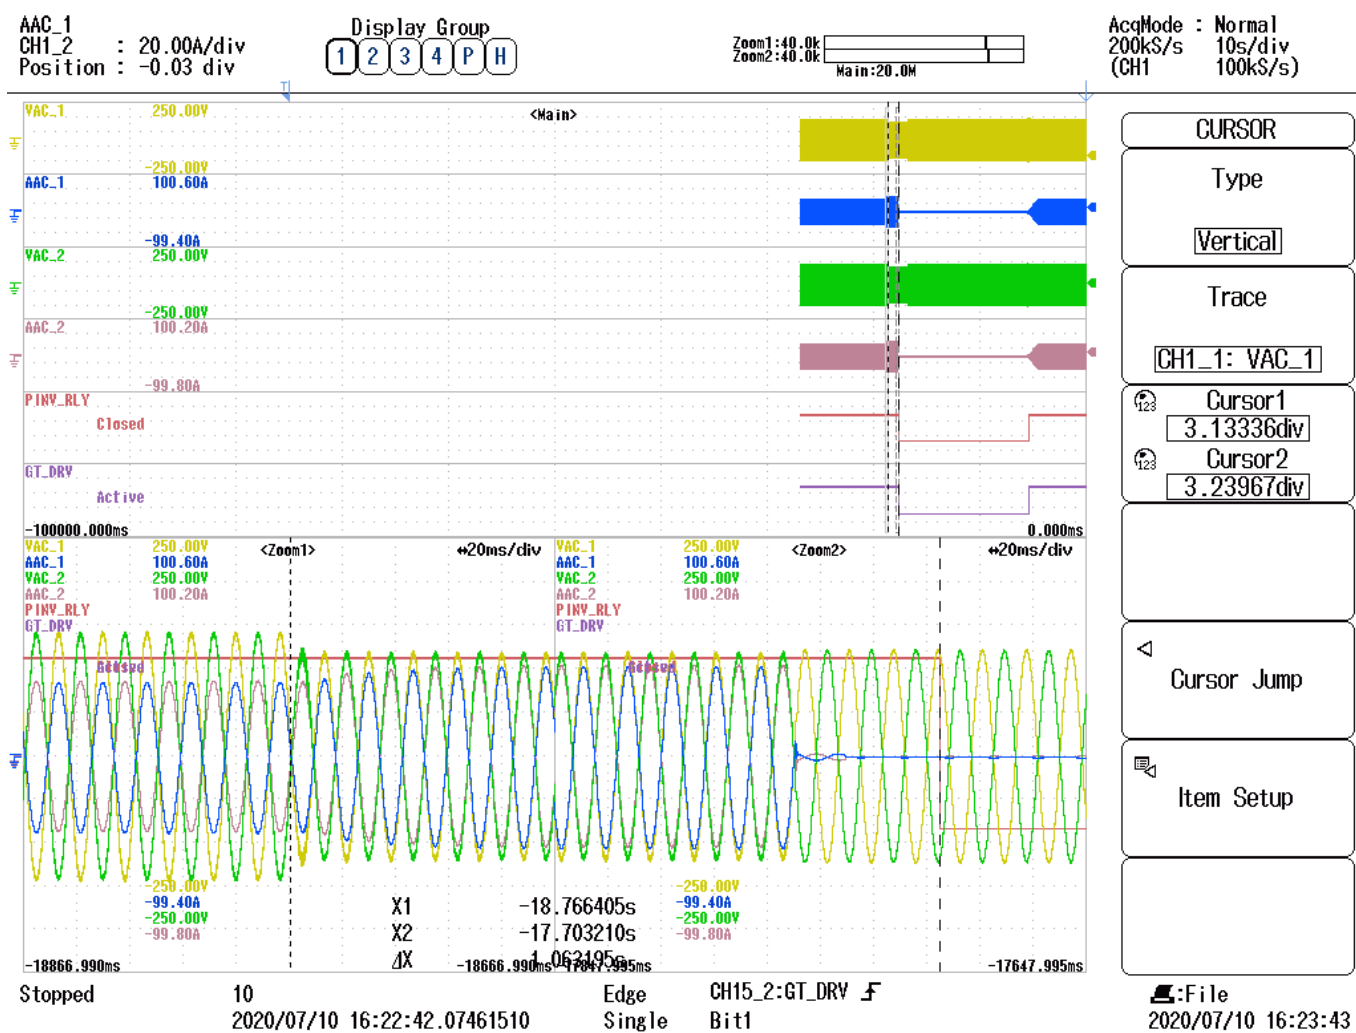 AAC_1
CH1_2 : 20.00A/div
Position : -0.03 div
Display Group
1 2 3 4 P H
Zoom1:40.0k
Zoom2:40.0k
Main:20.0M
AcqMode : Normal
200kS/s 10s/div
(CH1 100kS/s)
T
<Main>
VAC_1 250.00V
-250.00V
AAC_1 100.60A
-99.40A
VAC_2 250.00V
-250.00V
AAC_2 100.20A
-99.80A
PINV_RLY
Closed
GT_DRV
Active
-100000.000ms 0.000ms
VAC_1 250.00V <Zoom1> ↔20ms/div
AAC_1 100.60A
VAC_2 250.00V
AAC_2 100.20A
PINV_RLY
GT_DRV
-250.00V
-99.40A
-250.00V
-99.80A
-18866.990ms -18666.990ms
VAC_1 250.00V <Zoom2> ↔20ms/div
AAC_1 100.60A
VAC_2 250.00V
AAC_2 100.20A
PINV_RLY
GT_DRV
-250.00V
-99.40A
-250.00V
-99.80A
-17847.995ms -17647.995ms
X1 -18.766405s
X2 -17.703210s
ΔX 1.063195s
CURSOR
Type
Vertical
Trace
CH1_1: VAC_1
Cursor1
3.13336div
Cursor2
3.23967div
Cursor Jump
Item Setup
Stopped 10 Edge CH15_2:GT_DRV
2020/07/10 16:22:42.07461510 Single Bit1
:File
2020/07/10 16:23:43